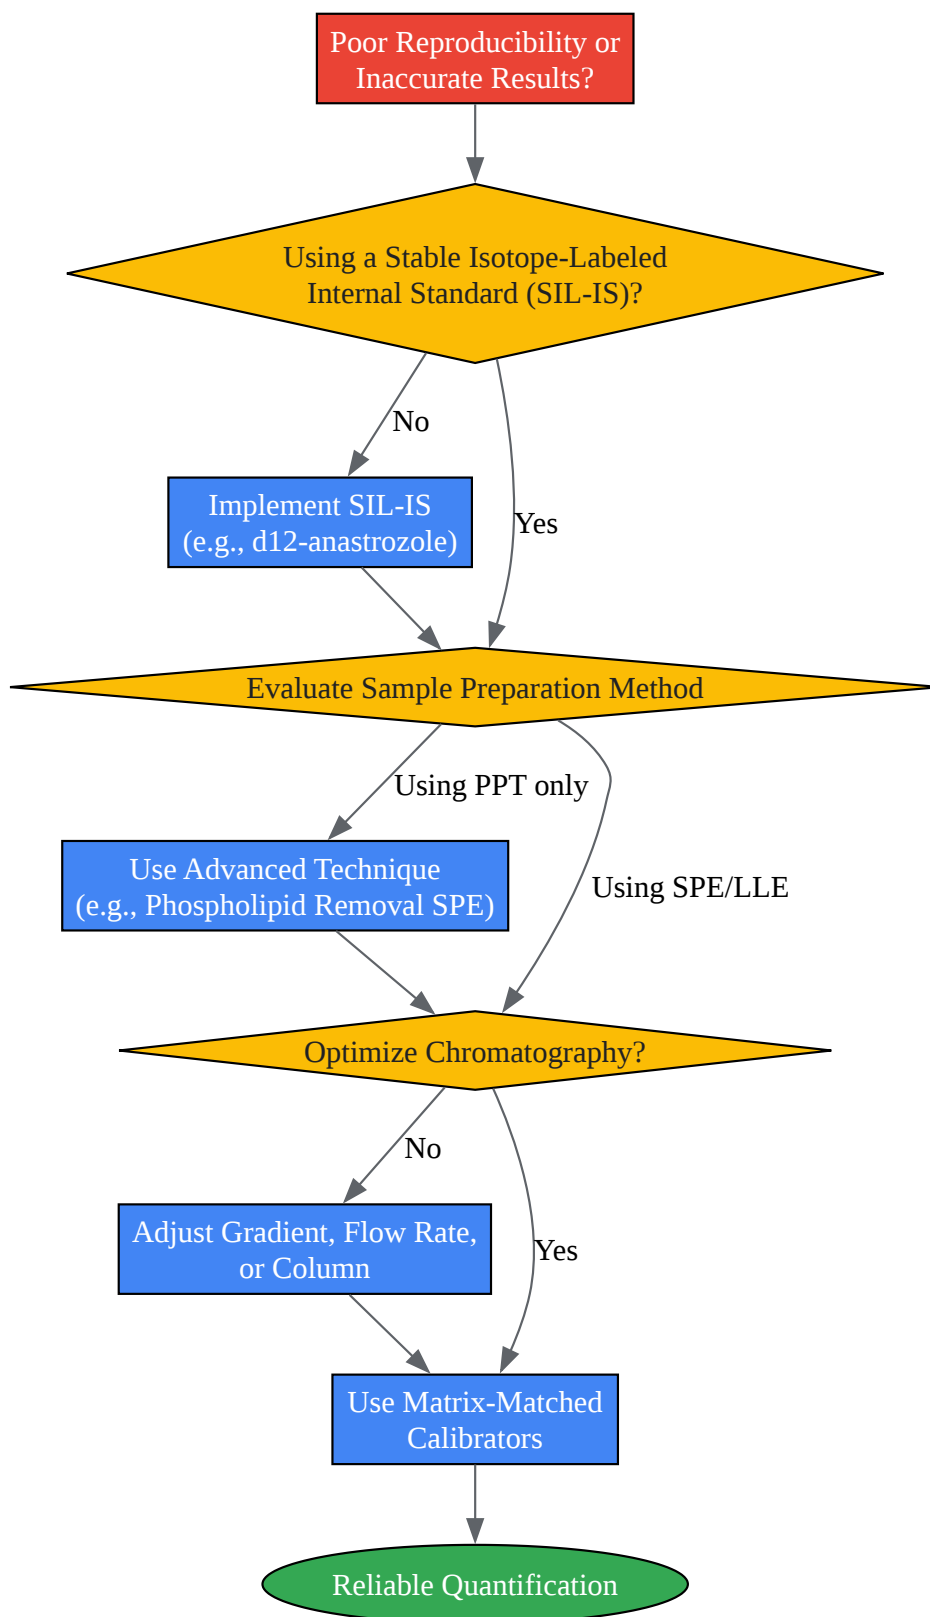 Poor Reproducibility or
Inaccurate Results?
Using a Stable Isotope-Labeled
Internal Standard (SIL-IS)?
No
Implement SIL-IS
(e.g., d12-anastrozole)
Yes
Evaluate Sample Preparation Method
Using PPT only
Use Advanced Technique
(e.g., Phospholipid Removal SPE)
Using SPE/LLE
Optimize Chromatography?
No
Adjust Gradient, Flow Rate,
or Column
Yes
Use Matrix-Matched
Calibrators
Reliable Quantification